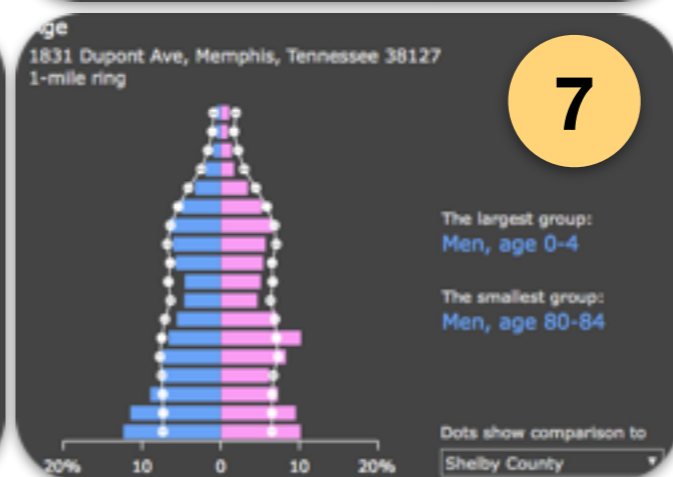 Age
1831 Dupont Ave, Memphis, Tennessee 38127
1-mile ring
7
The largest group:
Men, age 0-4
The smallest group:
Men, age 80-84
Dots show comparison to
Shelby County
20% 10 0 10 20%